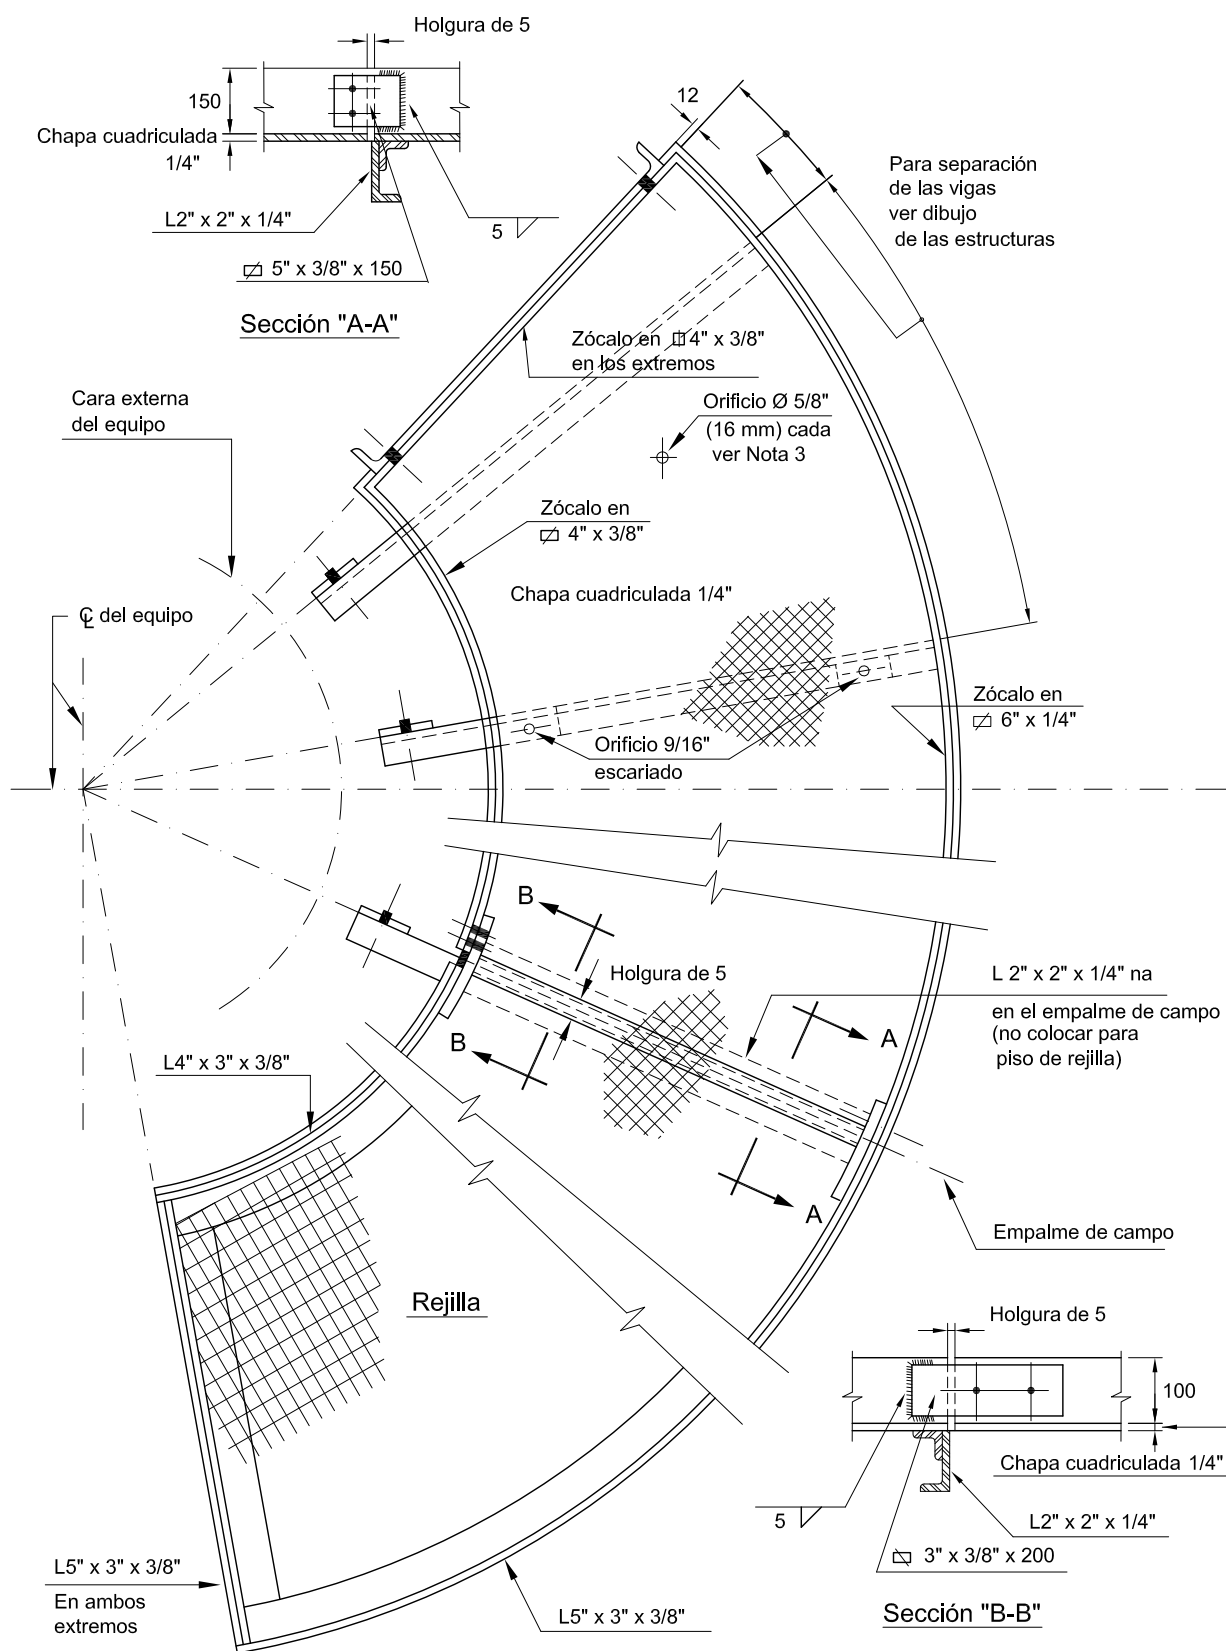 Holgura de 5
150
Chapa cuadriculada
1/4"
L2" x 2" x 1/4"
5
5" x 3/8" x 150
Sección "A-A"
12
Para separación
de las vigas
ver dibujo
de las estructuras
Zócalo en 4" x 3/8"
en los extremos
Cara externa
del equipo
Orificio Ø 5/8"
(16 mm) cada
ver Nota 3
Zócalo en
4" x 3/8"
Chapa cuadriculada 1/4"
℄ del equipo
Zócalo en
6" x 1/4"
Orificio 9/16"
escariado
B
Holgura de 5
L 2" x 2" x 1/4" na
en el empalme de campo
(no colocar para
piso de rejilla)
A
B
L4" x 3" x 3/8"
A
Empalme de campo
Rejilla
Holgura de 5
100
Chapa cuadriculada 1/4"
5
L2" x 2" x 1/4"
3" x 3/8" x 200
Sección "B-B"
L5" x 3" x 3/8"
En ambos
extremos
L5" x 3" x 3/8"